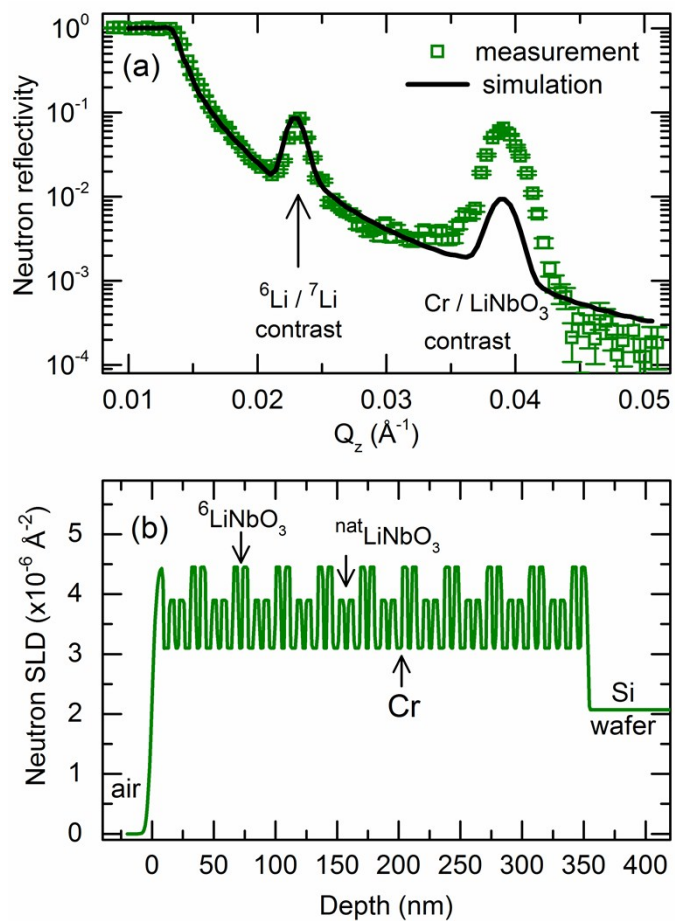 (a)
measurement
simulation
10⁰
10⁻¹
10⁻²
10⁻³
10⁻⁴
Neutron reflectivity
⁶Li / ⁷Li
contrast
Cr / LiNbO₃
contrast
0.01 0.02 0.03 0.04 0.05
Q_z (Å⁻¹)
(b)
⁶LiNbO₃
ⁿᵃᵗLiNbO₃
5
4
3
2
1
0
Neutron SLD (x10⁻⁶ Å⁻²)
Cr
Si
wafer
air
0 50 100 150 200 250 300 350 400
Depth (nm)